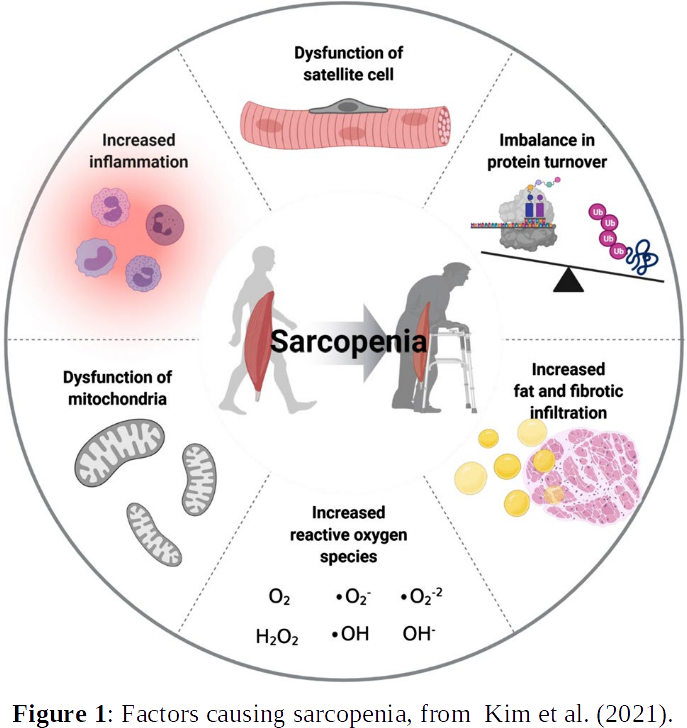 Dysfunction of
satellite cell
Increased
inflammation
Imbalance in
protein turnover
Ub
Ub
Ub
Ub
Sarcopenia
Dysfunction of
mitochondria
Increased
fat and fibrotic
infiltration
Increased
reactive oxygen
species
O₂ •O₂⁻ •O₂⁻²
H₂O₂ •OH OH⁻
Figure 1: Factors causing sarcopenia, from Kim et al. (2021).